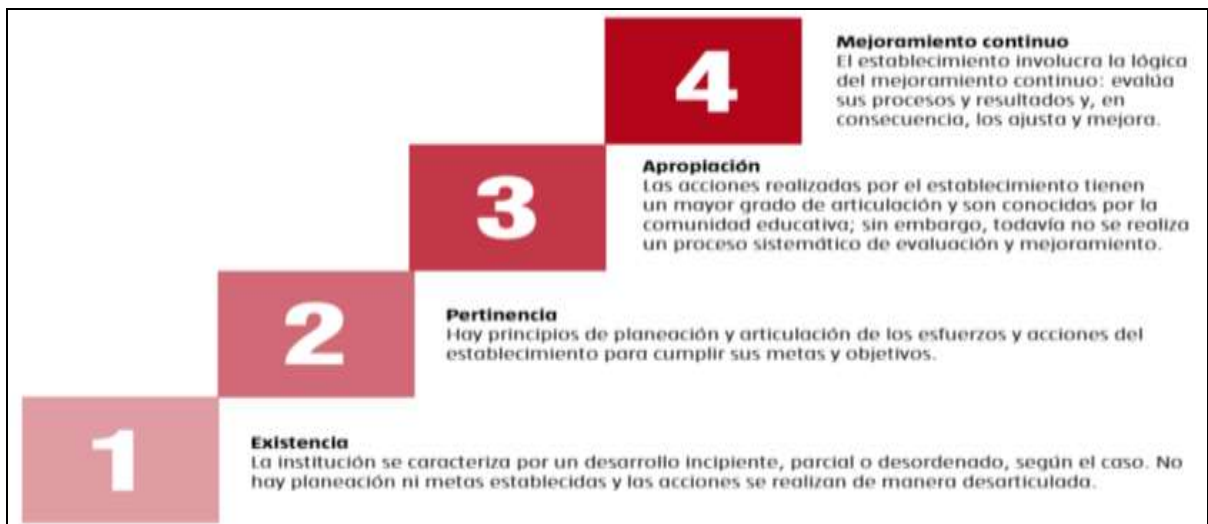 4
Mejoramiento continuo
El establecimiento involucra la lógica
del mejoramiento continuo: evalúa
sus procesos y resultados y, en
consecuencia, los ajusta y mejora.
3
Apropiación
Las acciones realizadas por el establecimiento tienen
un mayor grado de articulación y son conocidas por la
comunidad educativa; sin embargo, todavía no se realiza
un proceso sistemático de evaluación y mejoramiento.
2
Pertinencia
Hay principios de planeación y articulación de los esfuerzos y acciones del
establecimiento para cumplir sus metas y objetivos.
1
Existencia
La institución se caracteriza por un desarrollo incipiente, parcial o desordenado, según el caso. No
hay planeación ni metas establecidas y las acciones se realizan de manera desarticulada.